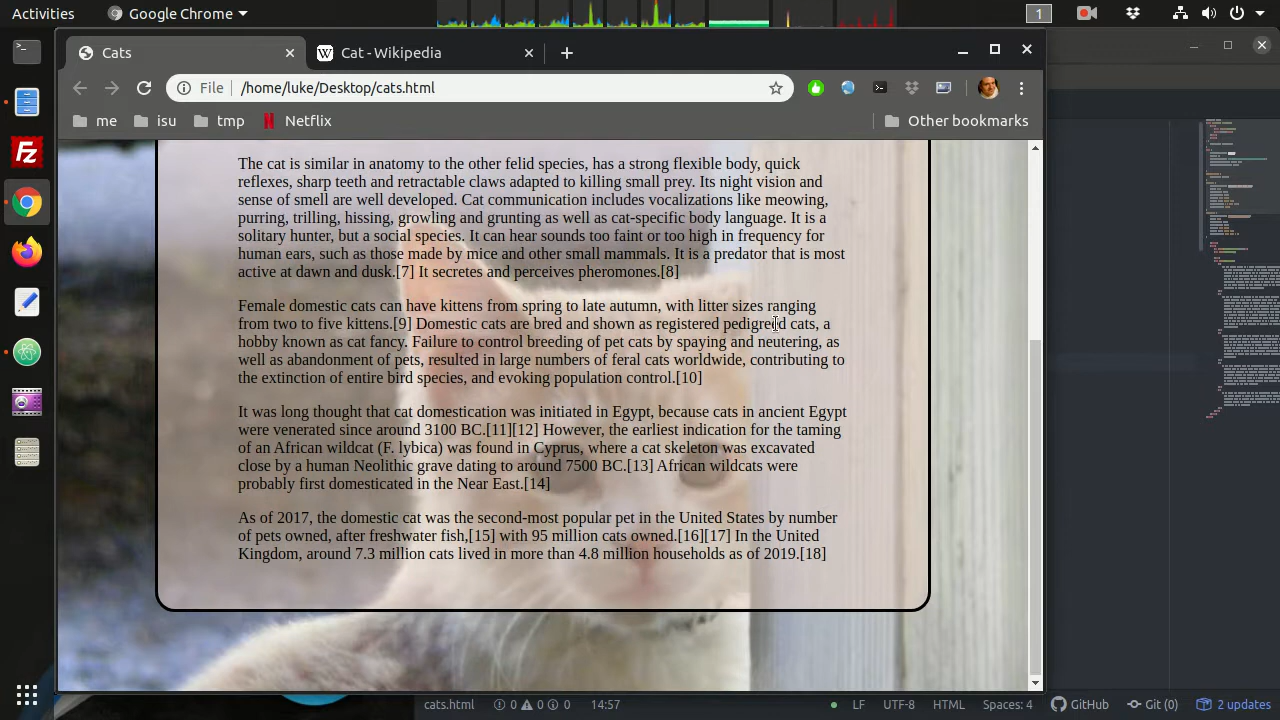 Activities
Google Chrome
1
Cats
Cat - Wikipedia
File
/home/luke/Desktop/cats.html
me
isu
tmp
Netflix
Other bookmarks
The cat is similar in anatomy to the other felid species, has a strong flexible body, quick
reflexes, sharp teeth and retractable claws adapted to killing small prey. Its night vision and
sense of smell are well developed. Cat communication includes vocalizations like meowing,
purring, trilling, hissing, growling and grunting as well as cat-specific body language. It is a
solitary hunter, but a social species. It can hear sounds too faint or too high in frequency for
human ears, such as those made by mice and other small mammals. It is a predator that is most
active at dawn and dusk.[7] It secretes and perceives pheromones.[8]
Female domestic cats can have kittens from spring to late autumn, with litter sizes ranging
from two to five kittens.[9] Domestic cats are bred and shown as registered pedigreed cats, a
hobby known as cat fancy. Failure to control breeding of pet cats by spaying and neutering, as
well as abandonment of pets, resulted in large numbers of feral cats worldwide, contributing to
the extinction of entire bird species, and evoking population control.[10]
It was long thought that cat domestication was initiated in Egypt, because cats in ancient Egypt
were venerated since around 3100 BC.[11][12] However, the earliest indication for the taming
of an African wildcat (F. lybica) was found in Cyprus, where a cat skeleton was excavated
close by a human Neolithic grave dating to around 7500 BC.[13] African wildcats were
probably first domesticated in the Near East.[14]
As of 2017, the domestic cat was the second-most popular pet in the United States by number
of pets owned, after freshwater fish,[15] with 95 million cats owned.[16][17] In the United
Kingdom, around 7.3 million cats lived in more than 4.8 million households as of 2019.[18]
cats.html
0
0
0
14:57
LF
UTF-8
HTML
Spaces: 4
GitHub
Git (0)
2 updates